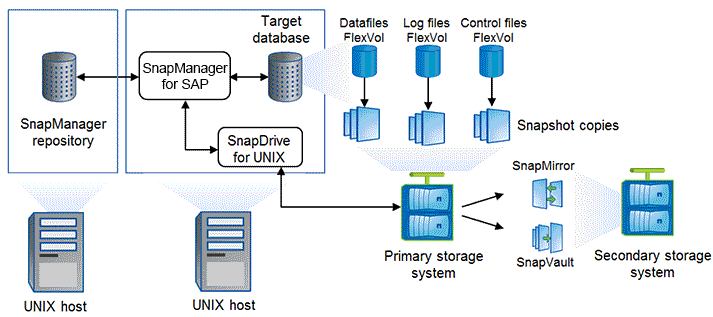 Target
database
Datafiles
FlexVol
Log files
FlexVol
Control files
FlexVol
SnapManager
for SAP
SnapManager
repository
SnapDrive
for UNIX
Snapshot copies
SnapMirror
Primary storage
system
SnapVault
Secondary storage
system
UNIX host
UNIX host